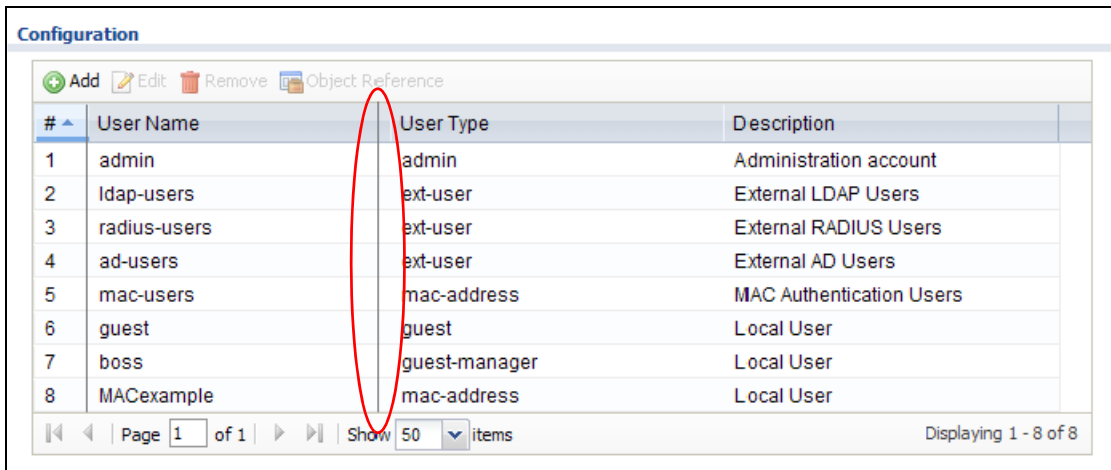 Configuration
Add Edit Remove Object Reference
# User Name User Type Description
1 admin admin Administration account
2 ldap-users ext-user External LDAP Users
3 radius-users ext-user External RADIUS Users
4 ad-users ext-user External AD Users
5 mac-users mac-address MAC Authentication Users
6 guest guest Local User
7 boss guest-manager Local User
8 MACexample mac-address Local User
Page 1 of 1 Show 50 items Displaying 1 - 8 of 8